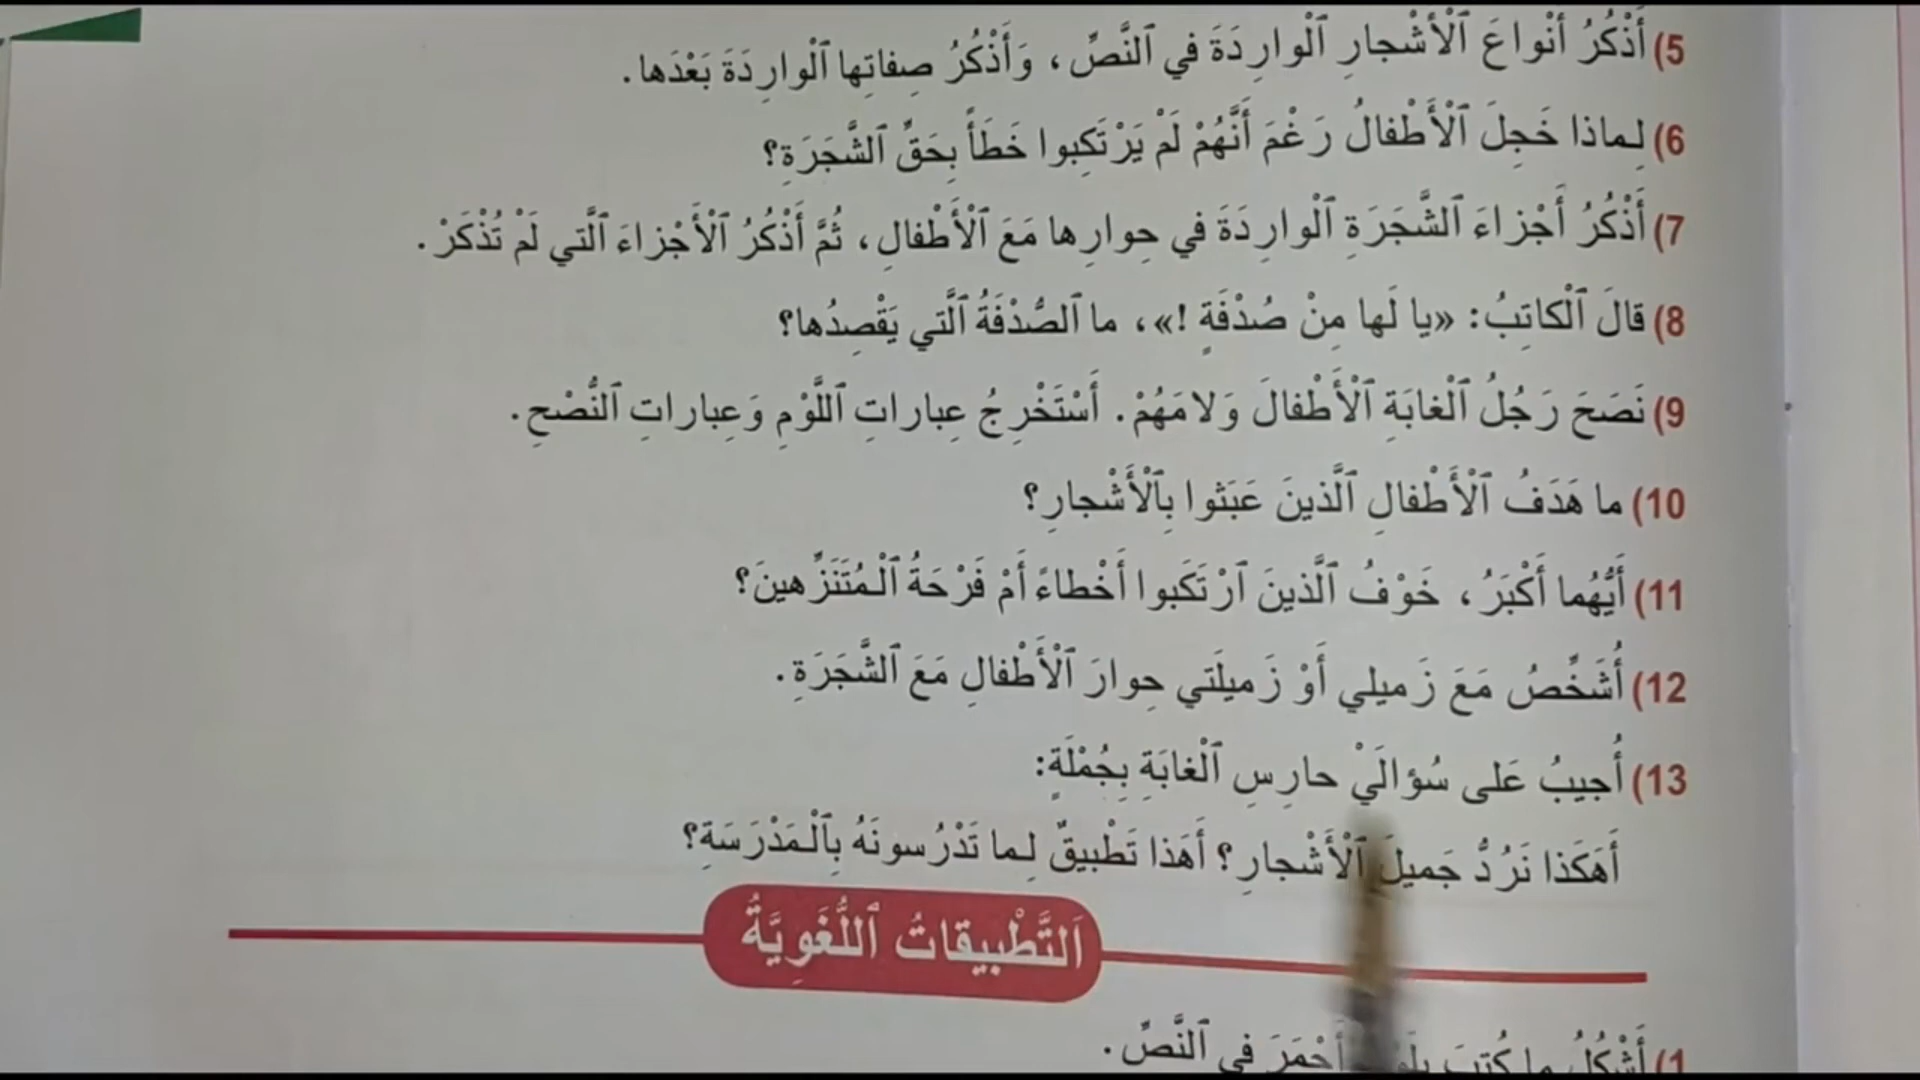 5) أَذْكُرُ أَنْواعَ ٱلْأَشْجارِ ٱلْوارِدَةَ في ٱلنَّصِّ، وَأَذْكُرُ صِفاتِها ٱلْوارِدَةَ بَعْدَها.
6) لِماذا خَجِلَ ٱلْأَطْفالُ رَغْمَ أَنَّهُمْ لَمْ يَرْتَكِبوا خَطَأً بِحَقِّ ٱلشَّجَرَةِ؟
7) أَذْكُرُ أَجْزاءَ ٱلشَّجَرَةِ ٱلْوارِدَةَ في حِوارِها مَعَ ٱلْأَطْفالِ، ثُمَّ أَذْكُرُ ٱلْأَجْزاءَ ٱلَّتي لَمْ تُذْكَرْ.
8) قالَ ٱلْكاتِبُ: «يا لَها مِنْ صُدْفَةٍ!»، ما ٱلصُّدْفَةُ ٱلَّتي يَقْصِدُها؟
9) نَصَحَ رَجُلُ ٱلْغابَةِ ٱلْأَطْفالَ وَلامَهُمْ. أَسْتَخْرِجُ عِباراتِ ٱللَّوْمِ وَعِباراتِ ٱلنُّصْحِ.
10) ما هَدَفُ ٱلْأَطْفالِ ٱلَّذينَ عَبَثوا بِٱلْأَشْجارِ؟
11) أَيُّهُما أَكْبَرُ، خَوْفُ ٱلَّذينَ ٱرْتَكَبوا أَخْطاءً أَمْ فَرْحَةُ ٱلْمُتَنَزِّهينَ؟
12) أُشَخِّصُ مَعَ زَميلي أَوْ زَميلَتي حِوارَ ٱلْأَطْفالِ مَعَ ٱلشَّجَرَةِ.
13) أُجيبُ عَلى سُؤالَيْ حارِسِ ٱلْغابَةِ بِجُمْلَةٍ:
أَهَكَذا نَرُدُّ جَميلَ ٱلْأَشْجارِ؟ أَهَذا تَطْبيقٌ لِما تَدْرُسونَهُ بِٱلْمَدْرَسَةِ؟
اَلتَّطْبيقاتُ ٱللُّغَوِيَّةُ
1) أَشْكُلُ ما كُتِبَ أَحْمَرَ في ٱلنَّصِّ.